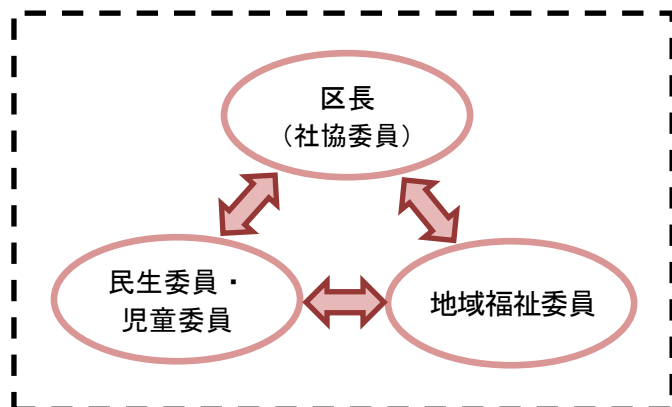 区長
（社協委員）
民生委員・
児童委員
地域福祉委員